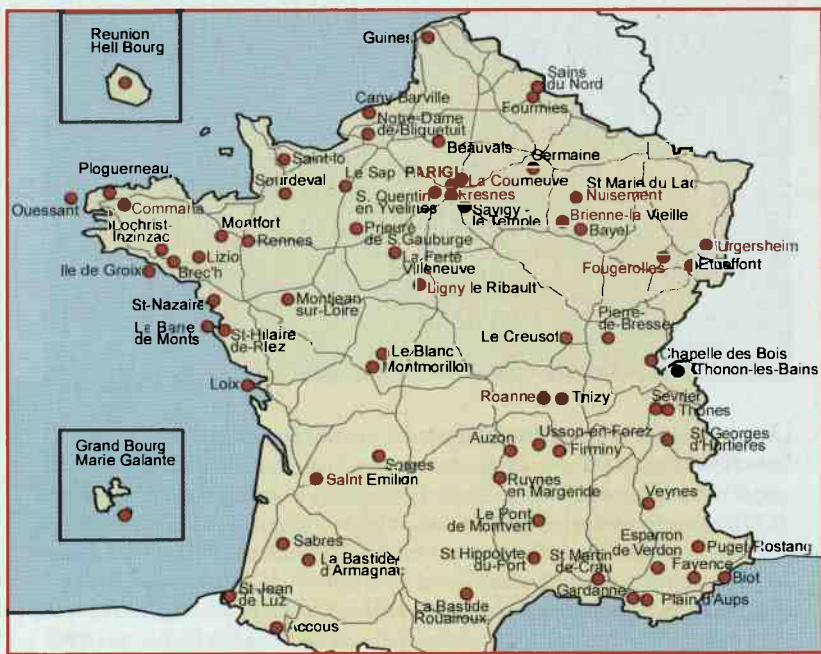 Reunion
Hell Bourg
Guines
Sains
du Nord
Fourmies
Cany-Barville
Notre-Dame
de-Bliquetuit
Beauvais
Germaine
Saint-lo
Le Sap
PARIGI
La Courneuve
St Marie du Lac
Nuisement
Ploguerneau
Sourdeval
S. Quentin
en Yvelines
Fresnes
Savigy
le Temple
Brienne-la Vieille
Bayel
Ouessant
Commana
Montfort
Rennes
Prieuré
de S. Gauburge
Lochrist-
Inzinzac
Lizio
La Ferté
Villeneuve
Urgersheim
Fougerolles
Etueffont
Ile de Groix
Brec'h
Ligny le Ribault
St-Nazaire
Montjean
sur-Loire
Pierre-
de-Bresse
La Barre
de Monts
St-Hilaire
de-Riez
Le Creusot
Le Blanc
Montmorillon
Chapelle des Bois
Thonon-les-Bains
Loix
Roanne
Thizy
Sevrier
Thônes
Grand Bourg
Marie Galante
Auzon
Usson-en-Forez
Firminy
St Georges
d'Hurtières
Sorges
Saint Emilion
Ruynes
en Margeride
Veynes
Le Pont
de Montvert
Sabres
La Bastide-
d'Armagnac
St Hippolyte
du-Fort
St Martin
de-Crau
Esparron
de Verdon
Puget-Rostang
Fayence
Biot
St Jean
de Luz
Gardanne
Plain d'Aups
La Bastide
Rouairoux
Accous